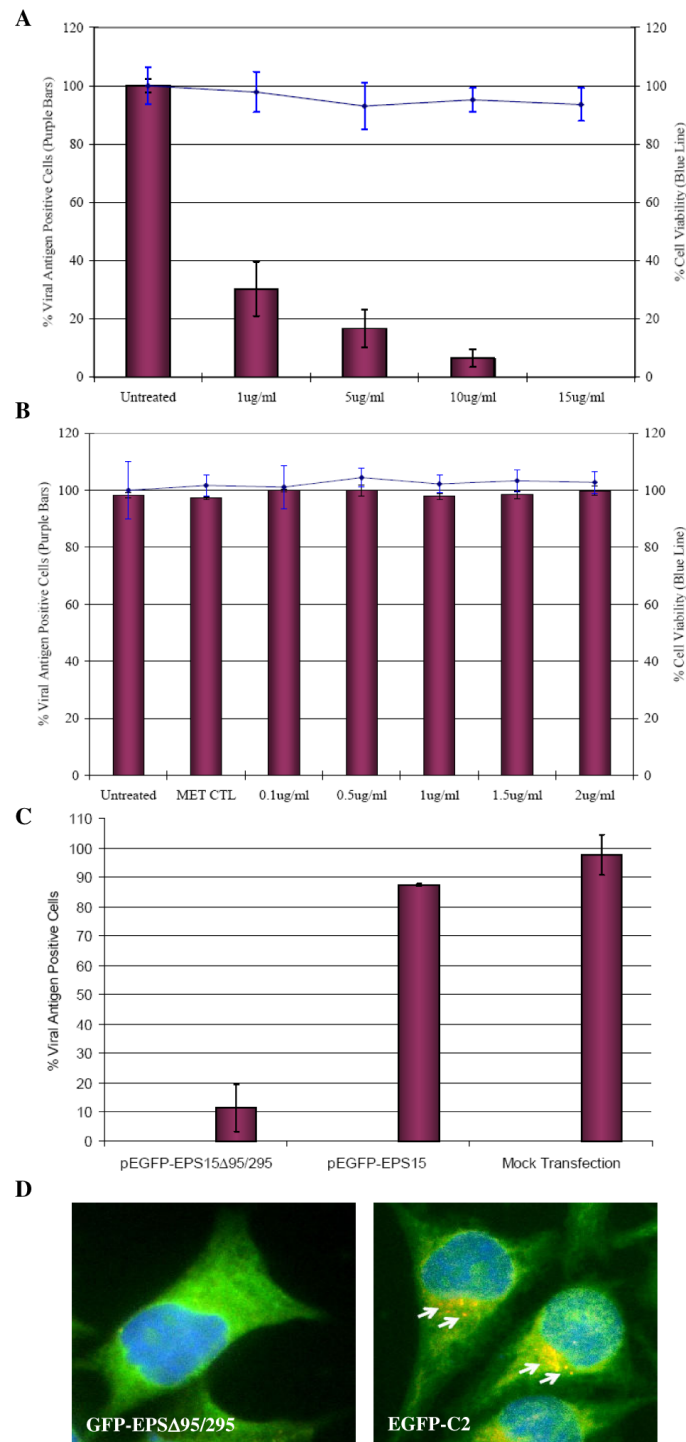 A
% Viral Antigen Positive Cells (Purple Bars)
120
100
80
60
40
20
0
120
100
80
60
40
20
0
% Cell Viability (Blue Line)
Untreated 1ug/ml 5ug/ml 10ug/ml 15ug/ml
B
% Viral Antigen Positive Cells (Purple Bars)
120
100
80
60
40
20
0
120
100
80
60
40
20
0
% Cell Viability (Blue Line)
Untreated MET CTL 0.1ug/ml 0.5ug/ml 1ug/ml 1.5ug/ml 2ug/ml
C
% Viral Antigen Positive Cells
110
100
90
80
70
60
50
40
30
20
10
0
pEGFP-EPS15Δ95/295 pEGFP-EPS15 Mock Transfection
D
GFP-EPSΔ95/295
EGFP-C2